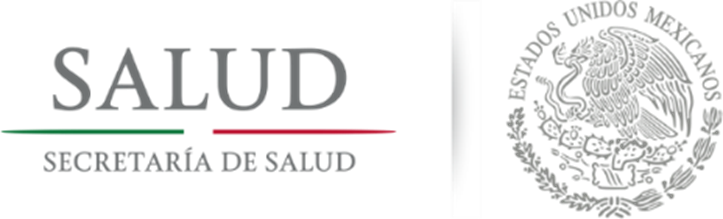 SALUD
SECRETARÍA DE SALUD
ESTADOS UNIDOS MEXICANOS